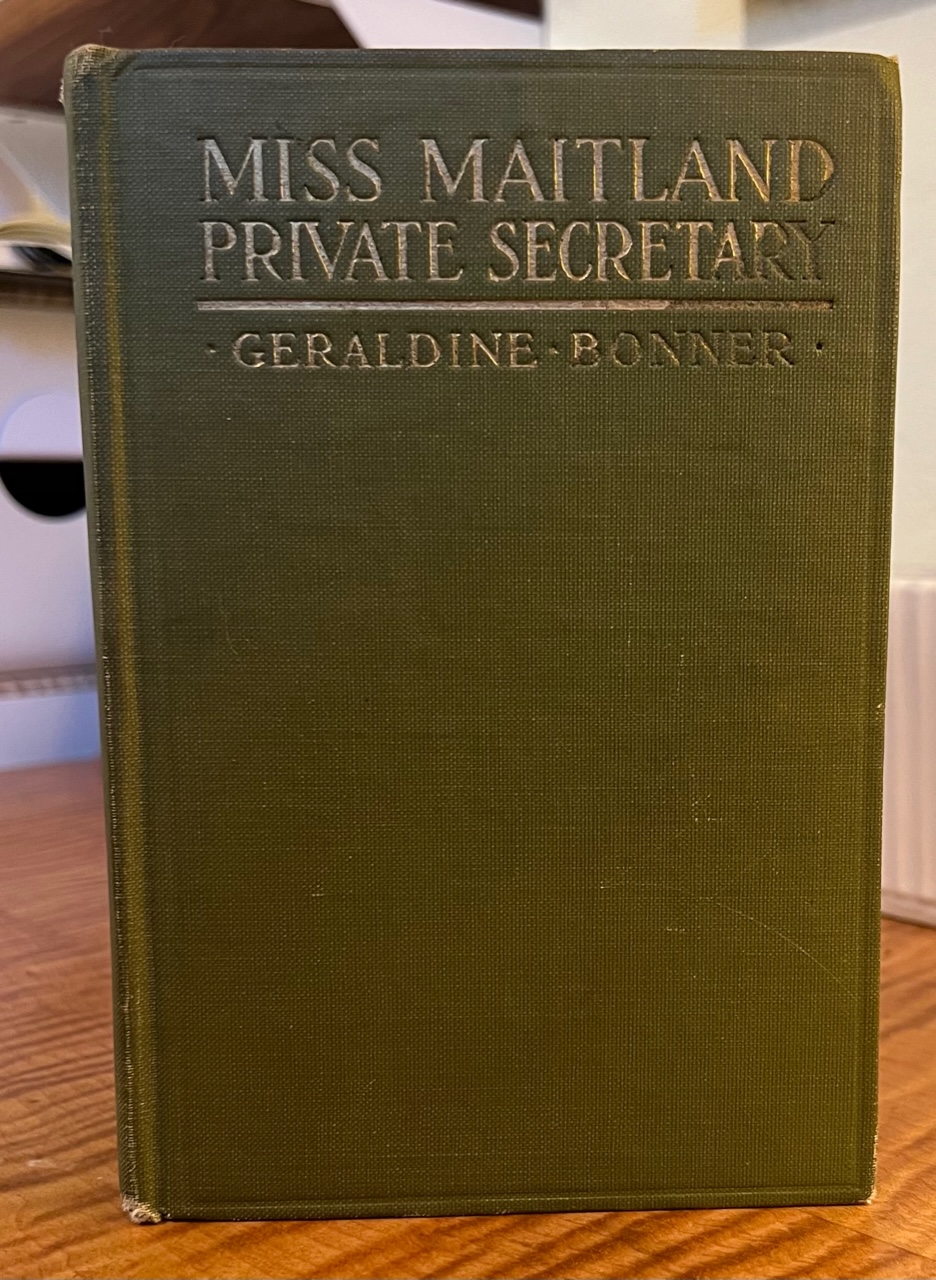 MISS MAITLAND
PRIVATE SECRETARY
· GERALDINE · BONNER ·